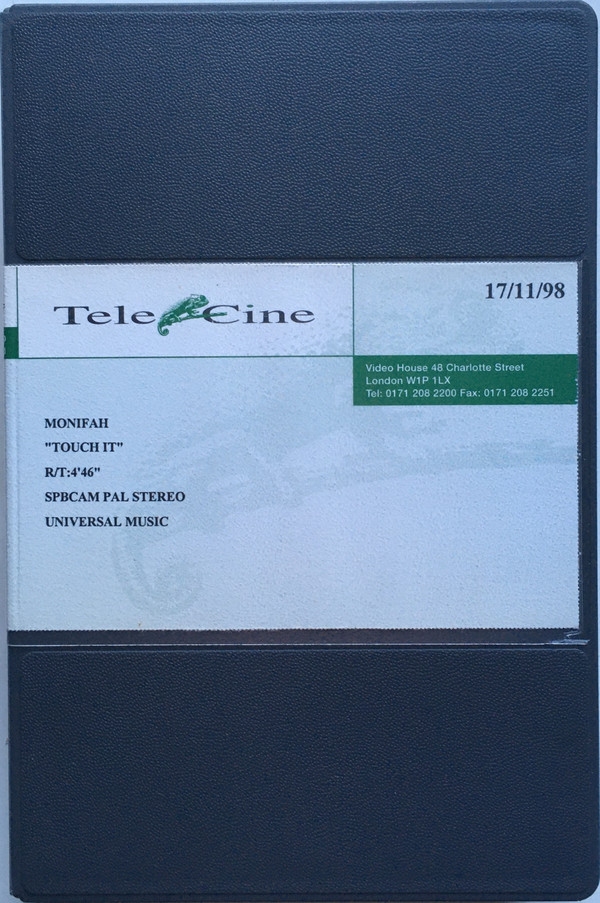 Tele Cine
17/11/98
Video House 48 Charlotte Street
London W1P 1LX
Tel: 0171 208 2200 Fax: 0171 208 2251
MONIFAH
"TOUCH IT"
R/T:4'46"
SPBCAM PAL STEREO
UNIVERSAL MUSIC